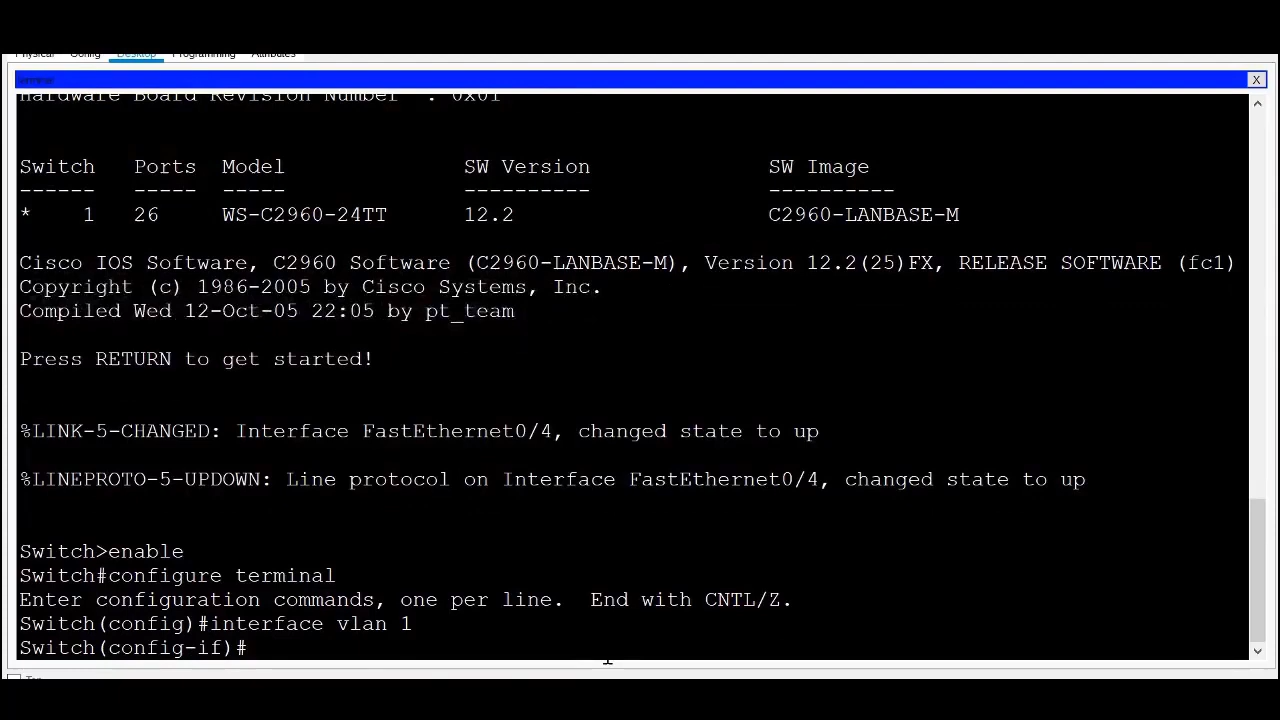 Physical Config Desktop Programming Attributes
Terminal
X
Hardware Board Revision Number : 0x01
Switch Ports Model SW Version SW Image
------ ----- ----- ---------- ----------
* 1 26 WS-C2960-24TT 12.2 C2960-LANBASE-M
Cisco IOS Software, C2960 Software (C2960-LANBASE-M), Version 12.2(25)FX, RELEASE SOFTWARE (fc1)
Copyright (c) 1986-2005 by Cisco Systems, Inc.
Compiled Wed 12-Oct-05 22:05 by pt_team
Press RETURN to get started!
%LINK-5-CHANGED: Interface FastEthernet0/4, changed state to up
%LINEPROTO-5-UPDOWN: Line protocol on Interface FastEthernet0/4, changed state to up
Switch>enable
Switch#configure terminal
Enter configuration commands, one per line. End with CNTL/Z.
Switch(config)#interface vlan 1
Switch(config-if)#
Top